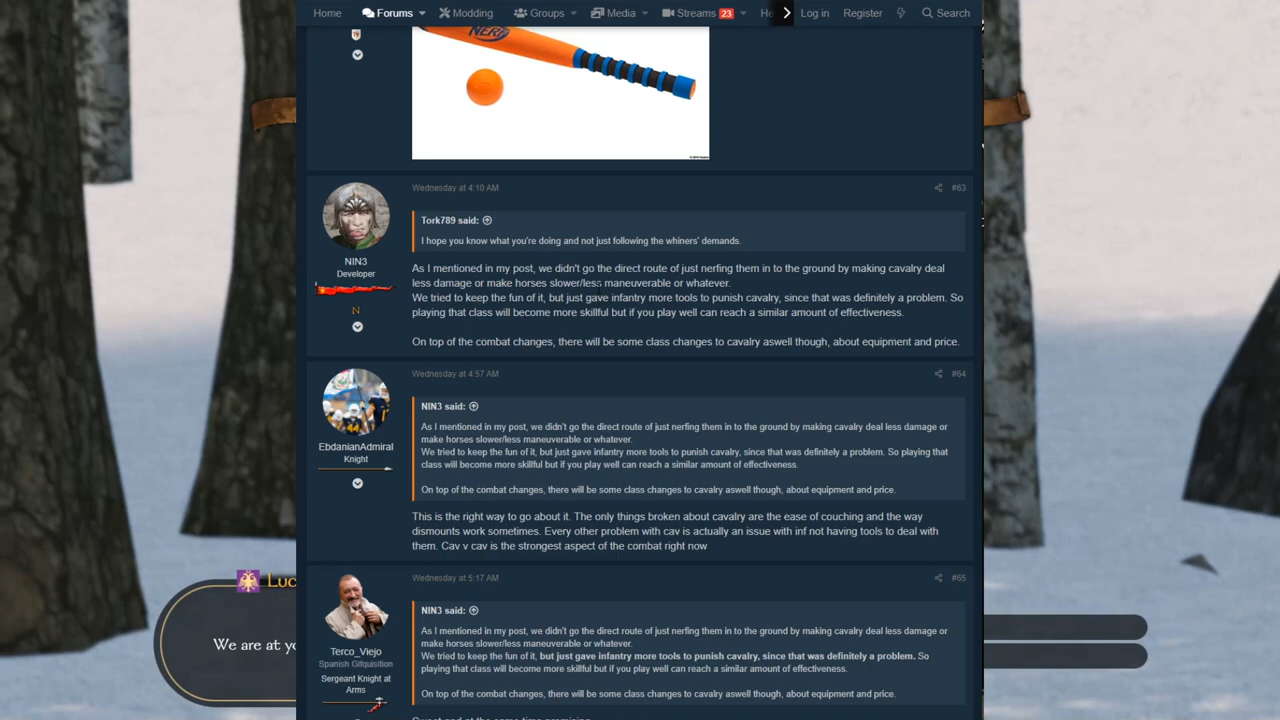 Home Forums Modding Groups Media Streams 23 He Log in Register Search
NERF
Wednesday at 4:10 AM #63
Tork789 said:
I hope you know what you're doing and not just following the whiners' demands.
NIN3
Developer
N
As I mentioned in my post, we didn't go the direct route of just nerfing them in to the ground by making cavalry deal
less damage or make horses slower/less maneuverable or whatever.
We tried to keep the fun of it, but just gave infantry more tools to punish cavalry, since that was definitely a problem. So
playing that class will become more skillful but if you play well can reach a similar amount of effectiveness.
On top of the combat changes, there will be some class changes to cavalry aswell though, about equipment and price.
Wednesday at 4:57 AM #64
EbdanianAdmiral
Knight
NIN3 said:
As I mentioned in my post, we didn't go the direct route of just nerfing them in to the ground by making cavalry deal less damage or
make horses slower/less maneuverable or whatever.
We tried to keep the fun of it, but just gave infantry more tools to punish cavalry, since that was definitely a problem. So playing that
class will become more skillful but if you play well can reach a similar amount of effectiveness.
On top of the combat changes, there will be some class changes to cavalry aswell though, about equipment and price.
This is the right way to go about it. The only things broken about cavalry are the ease of couching and the way
dismounts work sometimes. Every other problem with cav is actually an issue with inf not having tools to deal with
them. Cav v cav is the strongest aspect of the combat right now
Wednesday at 5:17 AM #65
Terco_Viejo
Spanish Gifquisition
Sergeant Knight at
Arms
NIN3 said:
As I mentioned in my post, we didn't go the direct route of just nerfing them in to the ground by making cavalry deal less damage or
make horses slower/less maneuverable or whatever.
We tried to keep the fun of it, but just gave infantry more tools to punish cavalry, since that was definitely a problem. So
playing that class will become more skillful but if you play well can reach a similar amount of effectiveness.
On top of the combat changes, there will be some class changes to cavalry aswell though, about equipment and price.
Luc
We are at yo